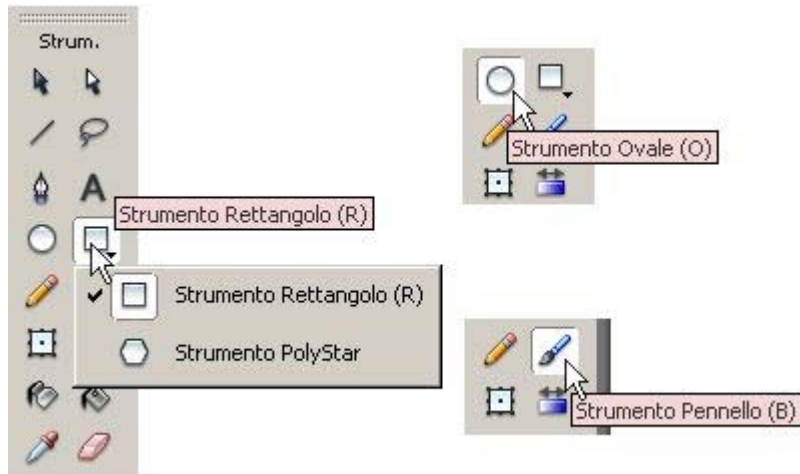 Strum.
Strumento Rettangolo (R)
Strumento Rettangolo (R)
Strumento PolyStar
Strumento Ovale (O)
Strumento Pennello (B)